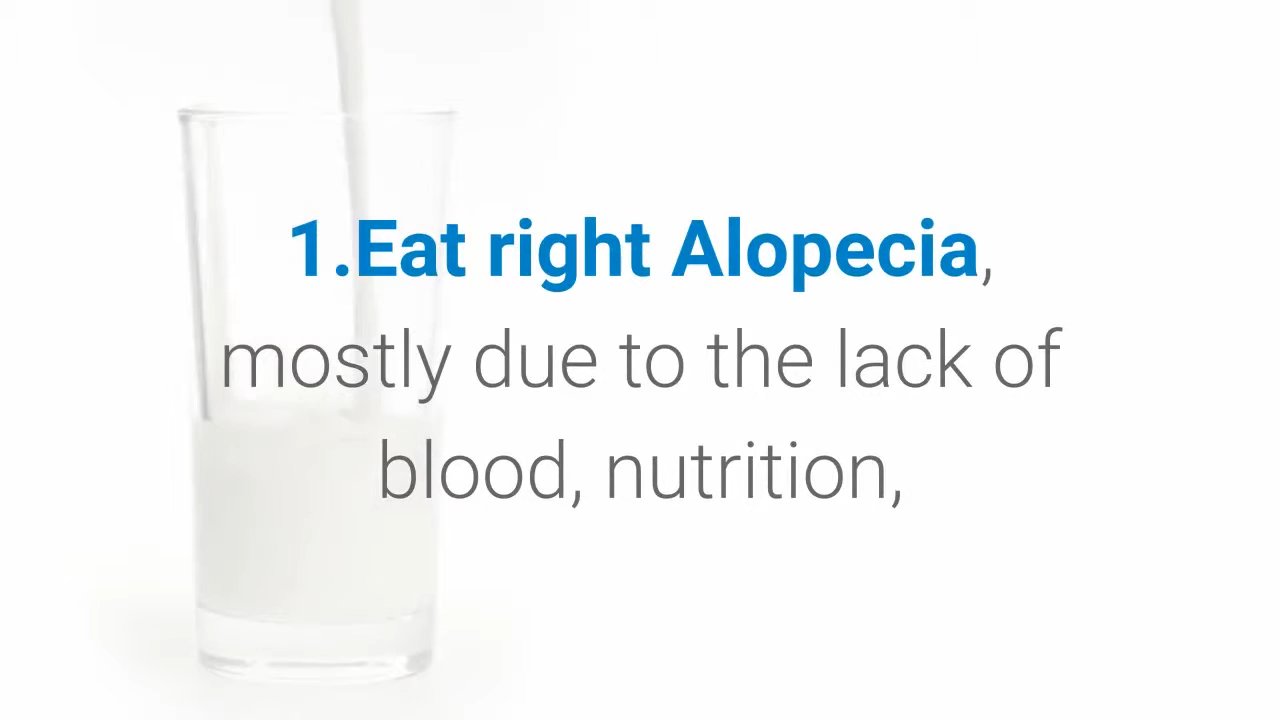 1.Eat right Alopecia,
mostly due to the lack of
blood, nutrition,